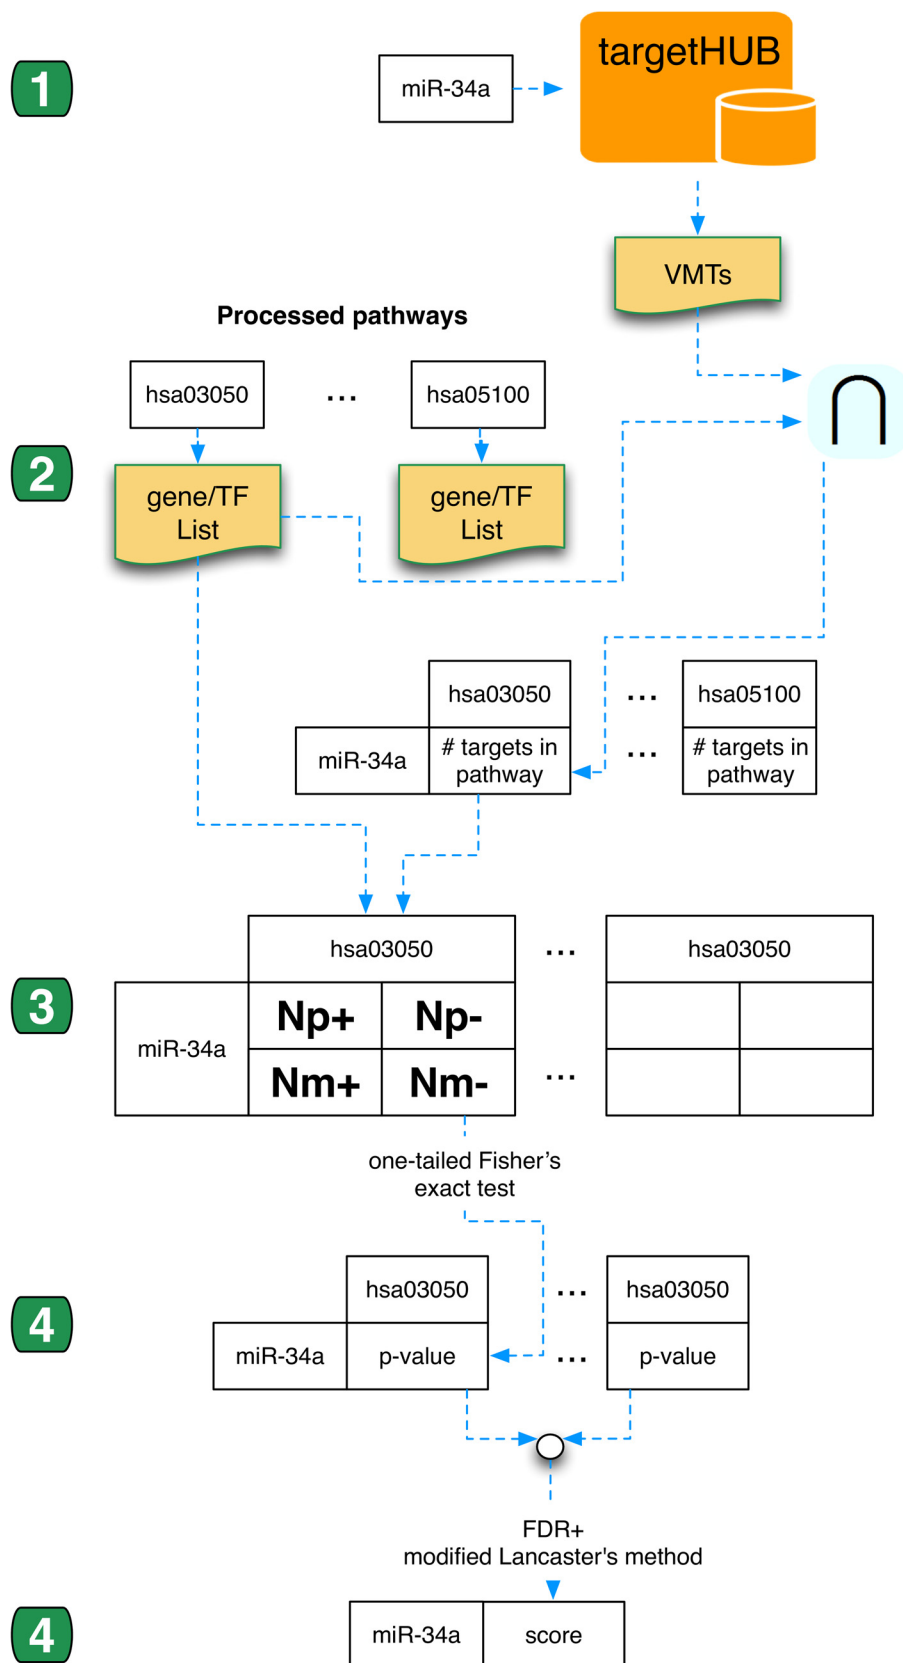 targetHUB
1
miR-34a
VMTs
Processed pathways
hsa03050
...
hsa05100
∩
2
gene/TF
List
gene/TF
List
hsa03050
...
hsa05100
miR-34a
# targets in
pathway
...
# targets in
pathway
hsa03050
...
hsa03050
3
miR-34a
Np+
Np-
Nm+
Nm-
...
one-tailed Fisher's
exact test
hsa03050
...
hsa03050
4
miR-34a
p-value
...
p-value
FDR+
modified Lancaster's method
4
miR-34a
score